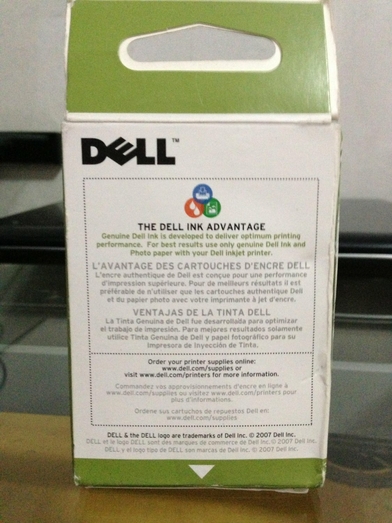 DELL™
THE DELL INK ADVANTAGE
Genuine Dell ink is developed to deliver optimum printing
performance. For best results use only genuine Dell Ink and
Photo paper with your Dell inkjet printer.
L'AVANTAGE DES CARTOUCHES D'ENCRE DELL
L'encre authentique de Dell est conçue pour une performance
d'impression supérieure. Pour de meilleurs résultats il est
préférable de n'utiliser que les cartouches authentique Dell
et du papier photo avec votre imprimante à jet d'encre.
VENTAJAS DE LA TINTA DELL
La Tinta Genuina de Dell fue desarrollada para optimizar
el trabajo de impresión. Para mejores resultados solamente
utilice Tinta Genuina de Dell y papel fotográfico para su
Impresora de Inyección de Tinta.
Order your printer supplies online:
www.dell.com/supplies or
visit www.dell.com/printers for more information.
Commandez vos approvisionnements d'encre en ligne à
www.dell.com/supplies ou visitez www.dell.com/printers pour
plus d'informations.
Ordene sus cartuchos de repuestos Dell en:
www.dell.com/supplies
DELL & the DELL logo are trademarks of Dell Inc. © 2007 Dell Inc.
DELL et le logo DELL sont des marques de commerce de Dell Inc. © 2007 Dell Inc.
DELL y el logo tipo de DELL san marcas de Dell Inc. © 2007 Dell Inc.